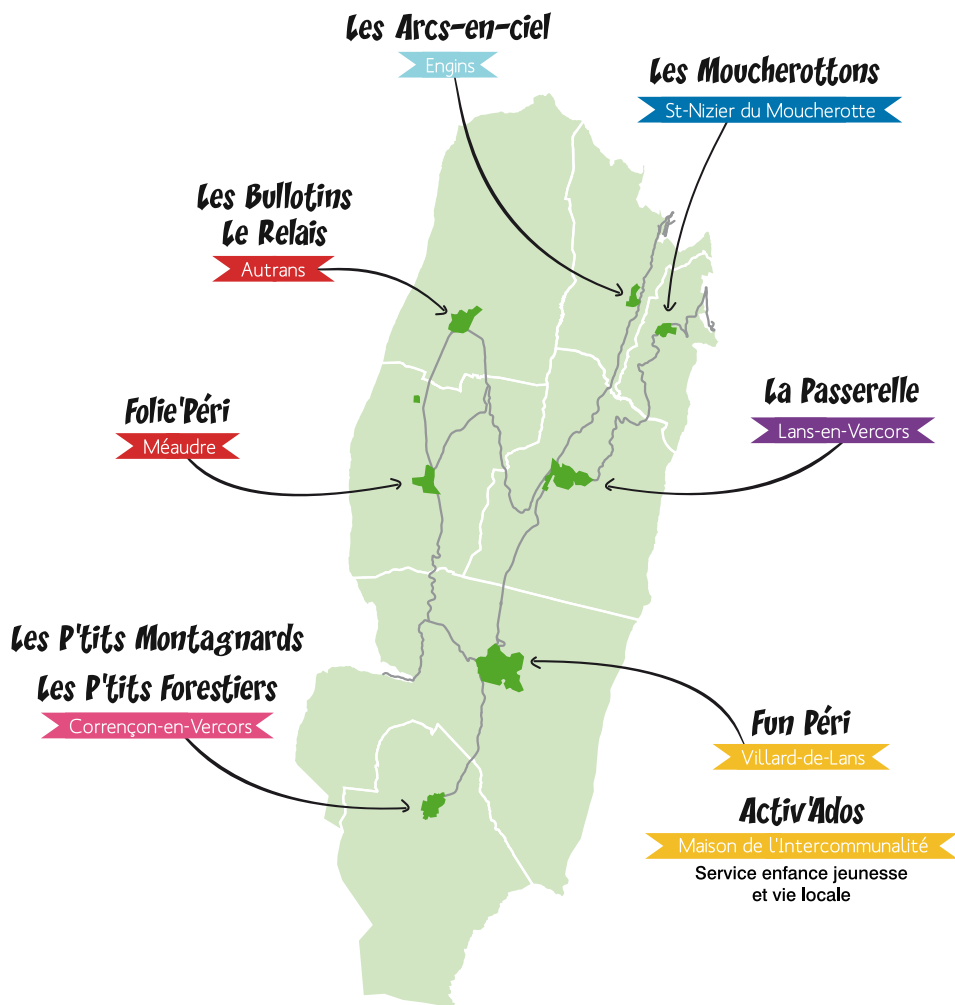 Les Arcs-en-ciel
Engins
Les Moucherottons
St-Nizier du Moucherotte
Les Bullotins
Le Relais
Autrans
Folie'Péri
Méaudre
La Passerelle
Lans-en-Vercors
Les P'tits Montagnards
Les P'tits Forestiers
Corrençon-en-Vercors
Fun Péri
Villard-de-Lans
Activ'Ados
Maison de l'Intercommunalité
Service enfance jeunesse
et vie locale